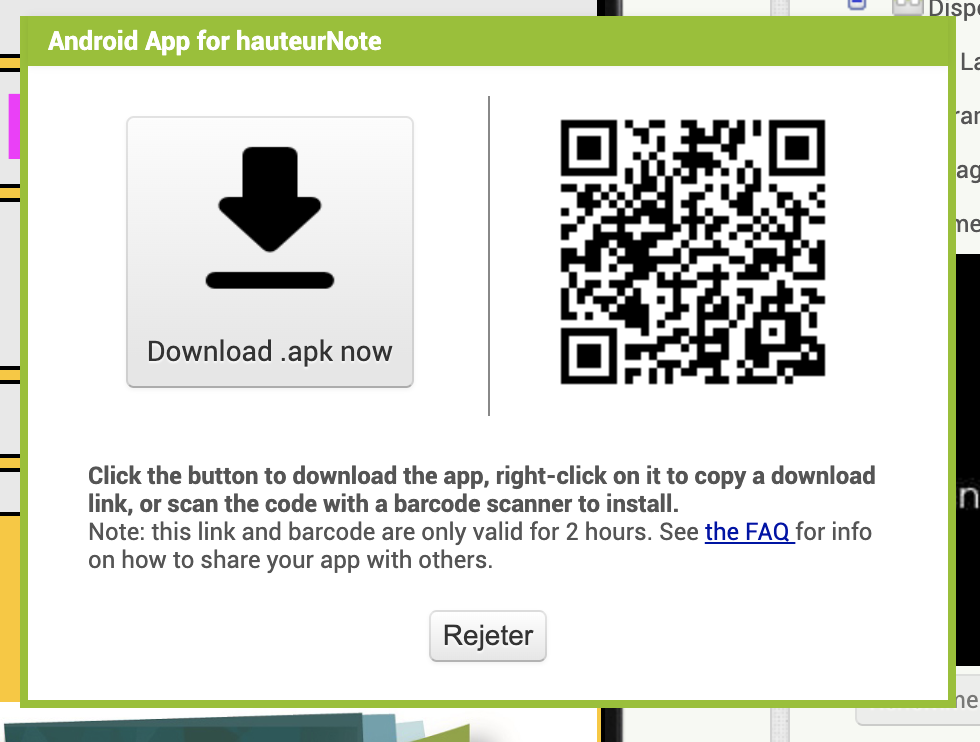 Android App for hauteurNote
Download .apk now
Click the button to download the app, right-click on it to copy a download
link, or scan the code with a barcode scanner to install.
Note: this link and barcode are only valid for 2 hours. See the FAQ for info
on how to share your app with others.
Rejeter